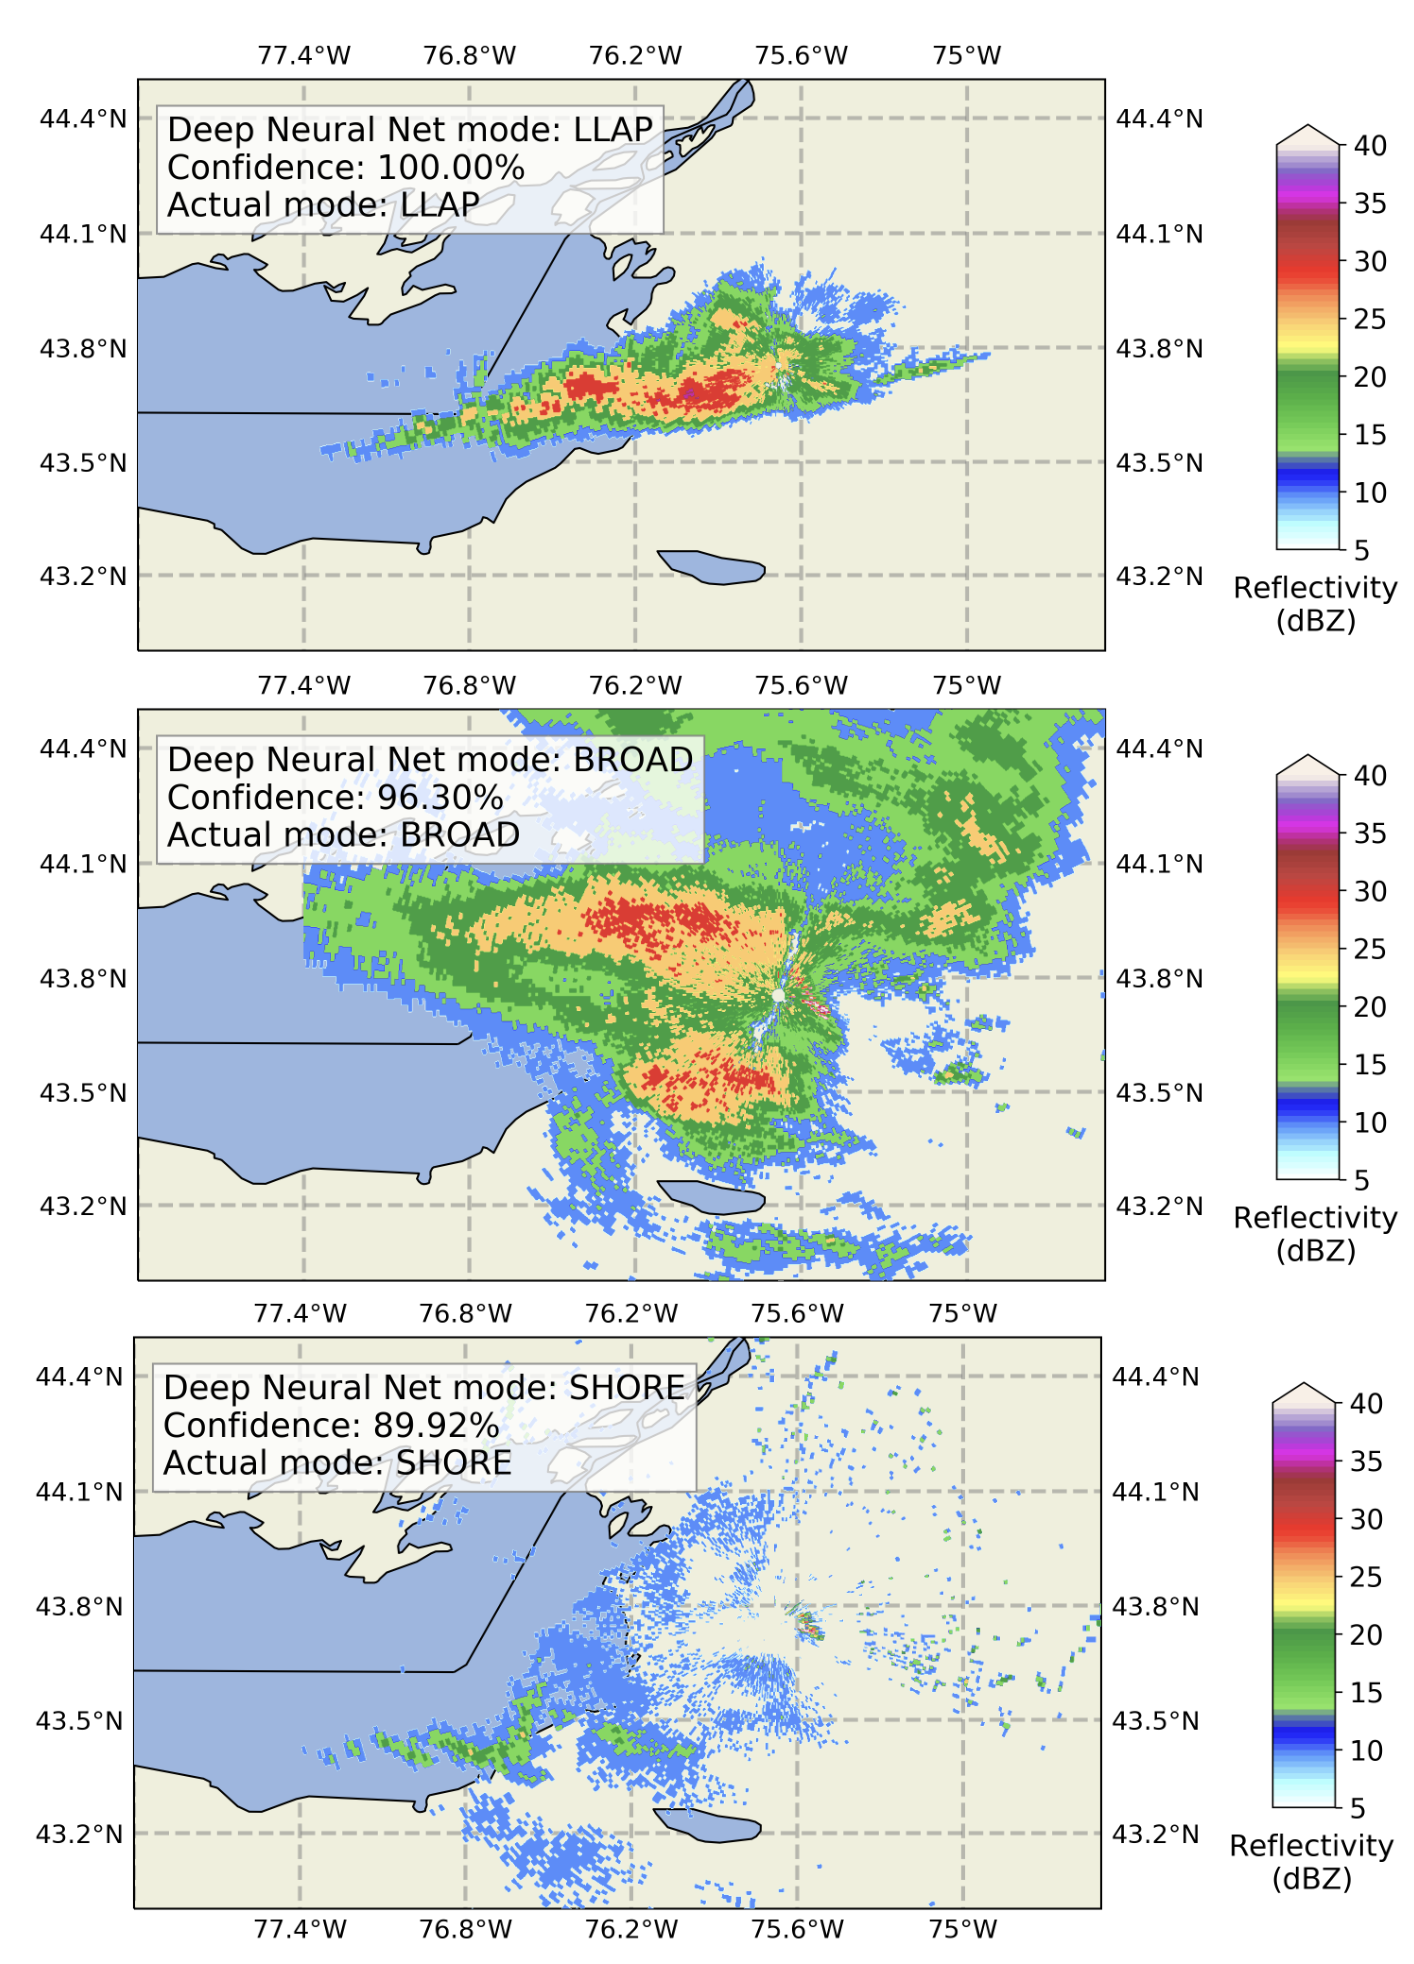 77.4°W 76.8°W 76.2°W 75.6°W 75°W
44.4°N 44.4°N
Deep Neural Net mode: LLAP
Confidence: 100.00%
Actual mode: LLAP
44.1°N 44.1°N
43.8°N 43.8°N
43.5°N 43.5°N
43.2°N 43.2°N
40
35
30
25
20
15
10
5
Reflectivity
(dBZ)
77.4°W 76.8°W 76.2°W 75.6°W 75°W
44.4°N 44.4°N
Deep Neural Net mode: BROAD
Confidence: 96.30%
Actual mode: BROAD
44.1°N 44.1°N
43.8°N 43.8°N
43.5°N 43.5°N
43.2°N 43.2°N
40
35
30
25
20
15
10
5
Reflectivity
(dBZ)
77.4°W 76.8°W 76.2°W 75.6°W 75°W
44.4°N 44.4°N
Deep Neural Net mode: SHORE
Confidence: 89.92%
Actual mode: SHORE
44.1°N 44.1°N
43.8°N 43.8°N
43.5°N 43.5°N
43.2°N 43.2°N
77.4°W 76.8°W 76.2°W 75.6°W 75°W
40
35
30
25
20
15
10
5
Reflectivity
(dBZ)